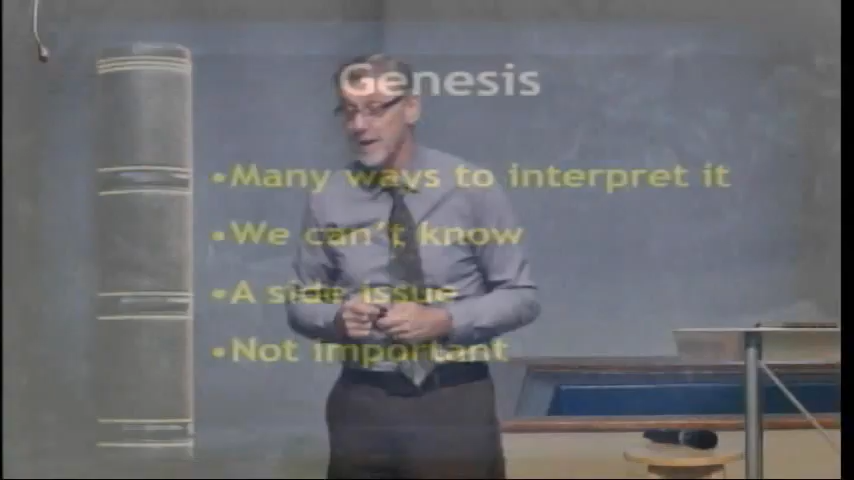 Genesis
•Many ways to interpret it
•We can't know
•A side issue
•Not important